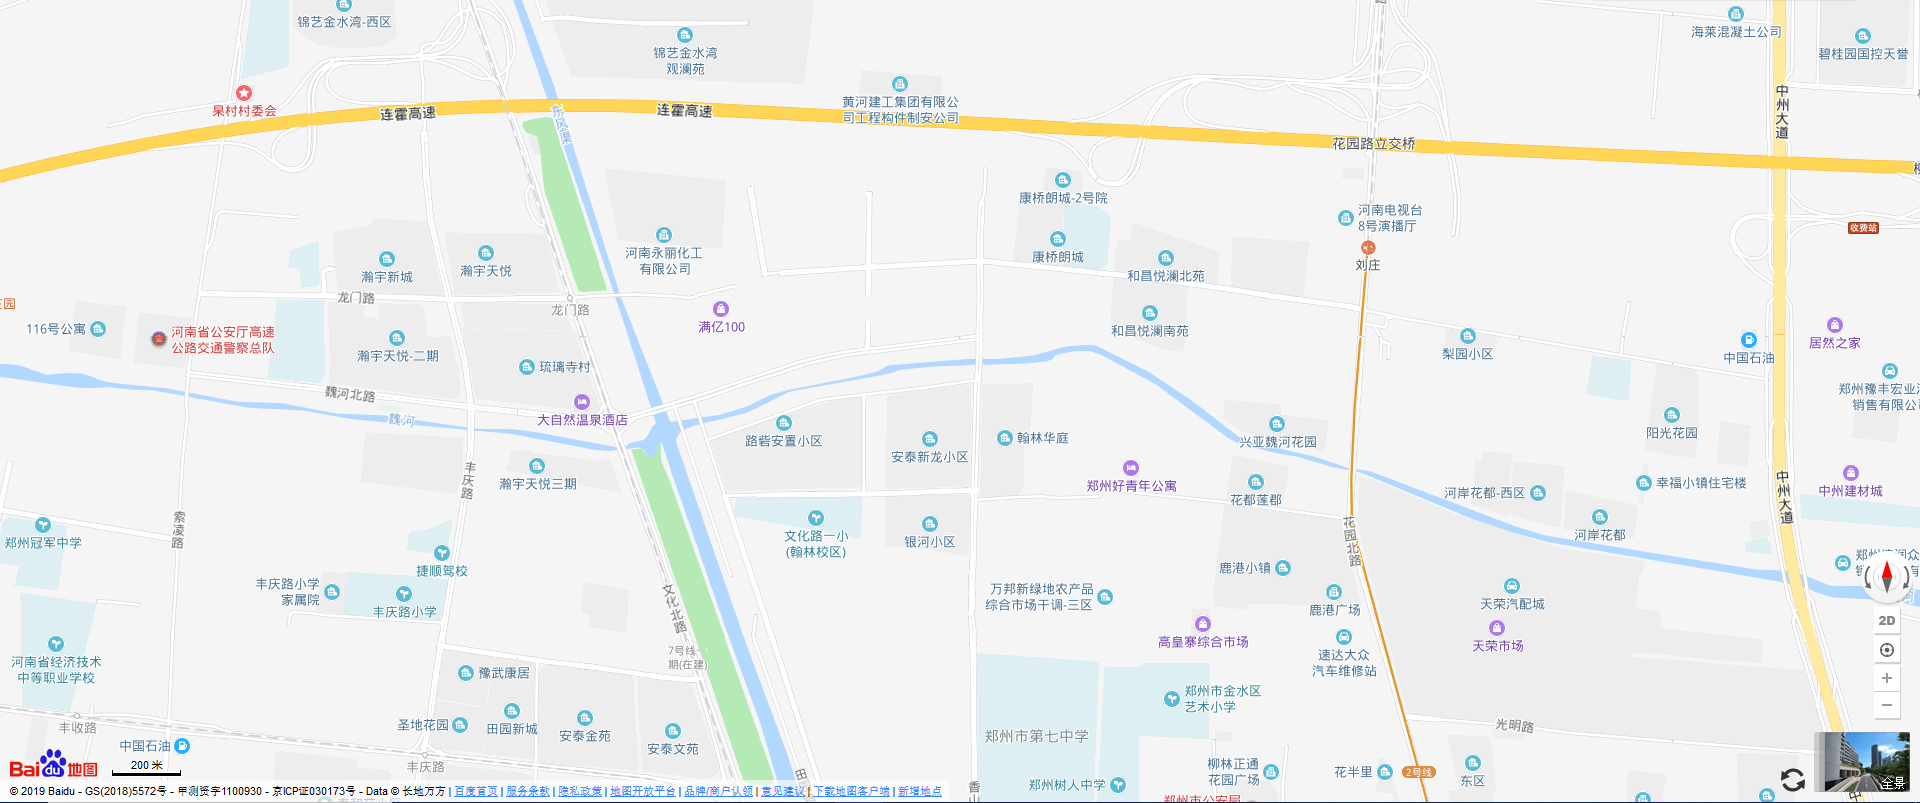 锦艺金水湾-西区
锦艺金水湾
观澜苑
海莱混凝土公司
碧桂园国控天誉
杲村村委会
连霍高速
连霍高速
东风渠
黄河建工集团有限公
司工程构件制安公司
花园路立交桥
中州大道
康桥朗城-2号院
河南电视台
8号演播厅
收费站
瀚宇新城
瀚宇天悦
河南永丽化工
有限公司
康桥朗城
和昌悦澜北苑
刘庄
龙门路
龙门路
庄园
116号公寓
河南省公安厅高速
公路交通警察总队
满亿100
和昌悦澜南苑
瀚宇天悦-二期
琉璃寺村
梨园小区
中国石油
居然之家
魏河北路
魏河
大自然温泉酒店
路砦安置小区
安泰新龙小区
翰林华庭
兴亚魏河花园
阳光花园
郑州豫丰宏业汽
销售有限公司
瀚宇天悦三期
丰庆路
郑州好青年公寓
花都莲郡
河岸花都-西区
幸福小镇住宅楼
中州建材城
中州大道
郑州冠军中学
索凌路
捷顺驾校
文化路一小
(翰林校区)
银河小区
花园北路
河岸花都
丰庆路小学
家属院
丰庆路小学
文化北路
万邦新绿地农产品
综合市场干调-三区
鹿港小镇
鹿港广场
天荣汽配城
天荣市场
高皇寨综合市场
速达大众
汽车维修站
2D
河南省经济技术
中等职业学校
7号线一
期(在建)
豫武康居
郑州市金水区
艺术小学
圣地花园
田园新城
安泰金苑
安泰文苑
郑州市第七中学
光明路
丰收路
中国石油
丰庆路
柳林正通
花园广场
花半里
2号线
东区
郑州树人中学
香山
田
全景
Baidu地图
200 米
© 2019 Baidu - GS(2018)5572号 - 甲测资字1100930 - 京ICP证030173号 - Data © 长地万方 | 百度首页 | 服务条款 | 隐私政策 | 地图开放平台 | 品牌/商户认领 | 意见建议 | 下载地图客户端 | 新增地点
郑州市公安局